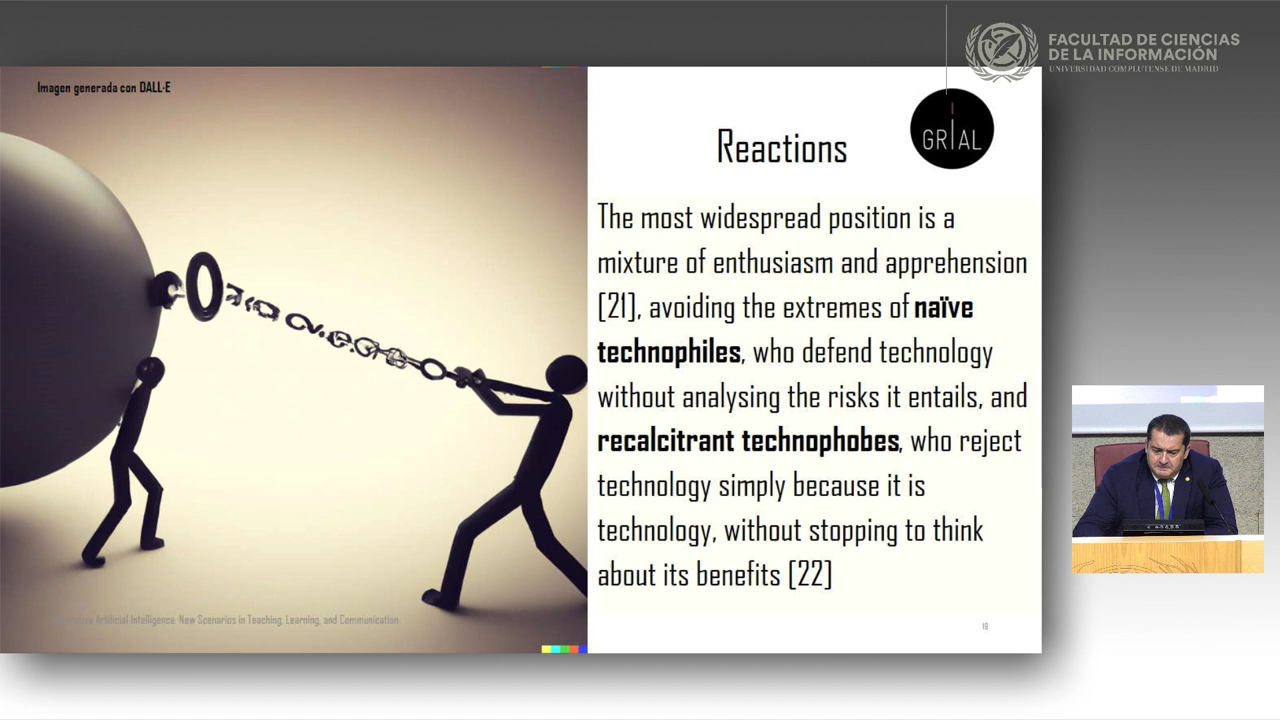 FACULTAD DE CIENCIAS
DE LA INFORMACIÓN
UNIVERSIDAD COMPLUTENSE DE MADRID
Imagen generada con DALL·E
GRIAL
Reactions
The most widespread position is a
mixture of enthusiasm and apprehension
[21], avoiding the extremes of naïve
technophiles, who defend technology
without analysing the risks it entails, and
recalcitrant technophobes, who reject
technology simply because it is
technology, without stopping to think
about its benefits [22]
Artificial Intelligence. New Scenarios in Teaching, Learning, and Communication